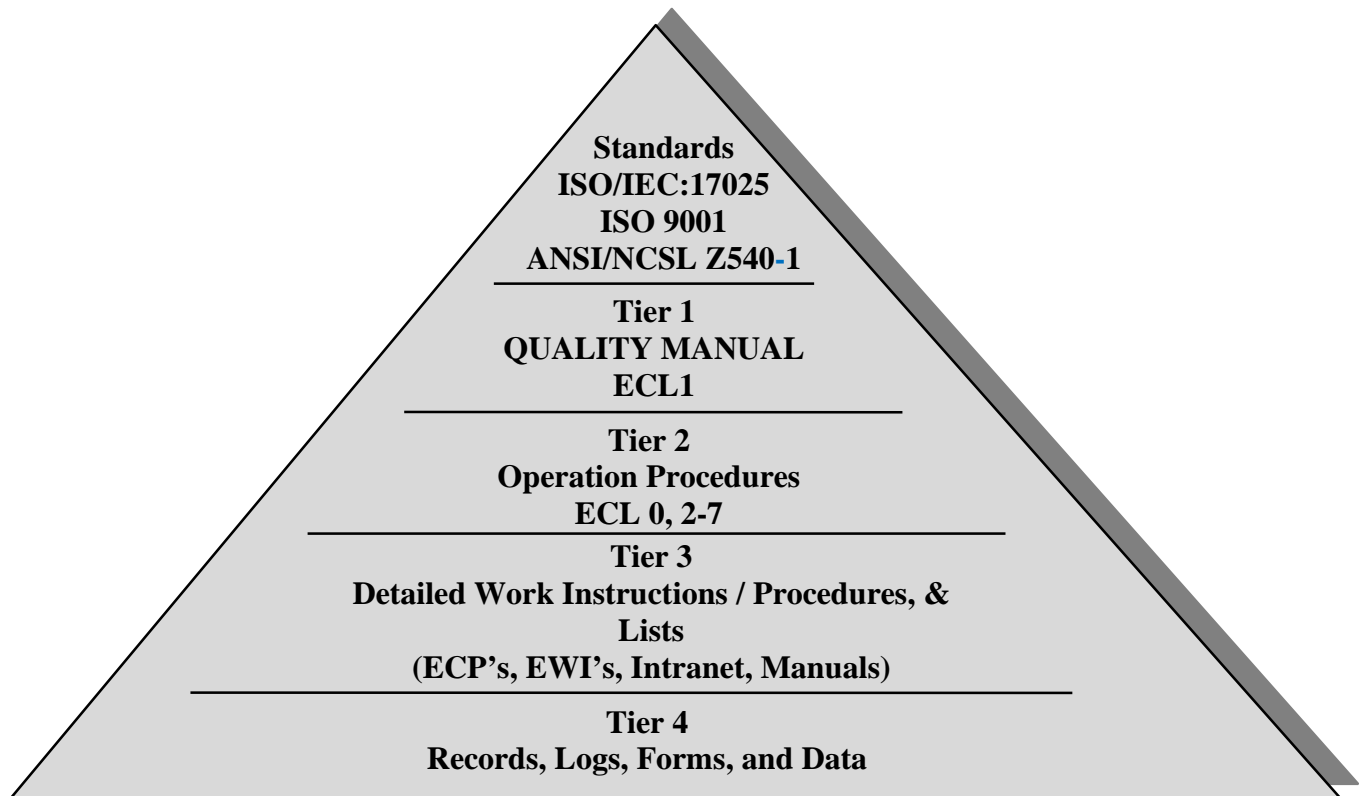 Standards
ISO/IEC:17025
ISO 9001
ANSI/NCSL Z540-1
Tier 1
QUALITY MANUAL
ECL1
Tier 2
Operation Procedures
ECL 0, 2-7
Tier 3
Detailed Work Instructions / Procedures, &
Lists
(ECP’s, EWI’s, Intranet, Manuals)
Tier 4
Records, Logs, Forms, and Data